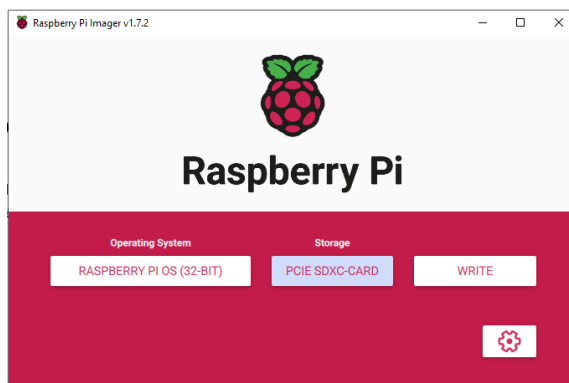 Raspberry Pi Imager v1.7.2
Raspberry Pi
Operating System
Storage
RASPBERRY PI OS (32-BIT)
PCIE SDXC-CARD
WRITE